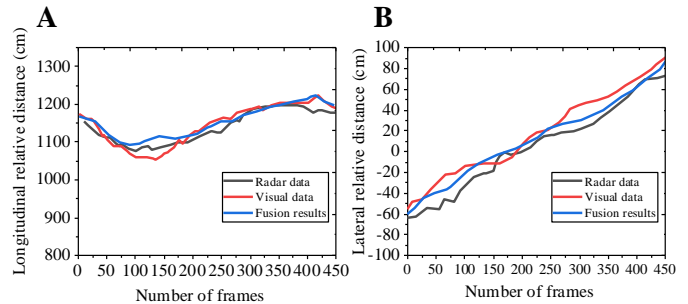 A
B
Longitudinal relative distance (cm)
1300
1200
1100
1000
900
800
0 50 100 150 200 250 300 350 400 450
Radar data
Visual data
Fusion results
Number of frames
Lateral relative distance (cm)
100
80
60
40
20
0
-20
-40
-60
-80
-100
0 50 100 150 200 250 300 350 400 450
Radar data
Visual data
Fusion results
Number of frames